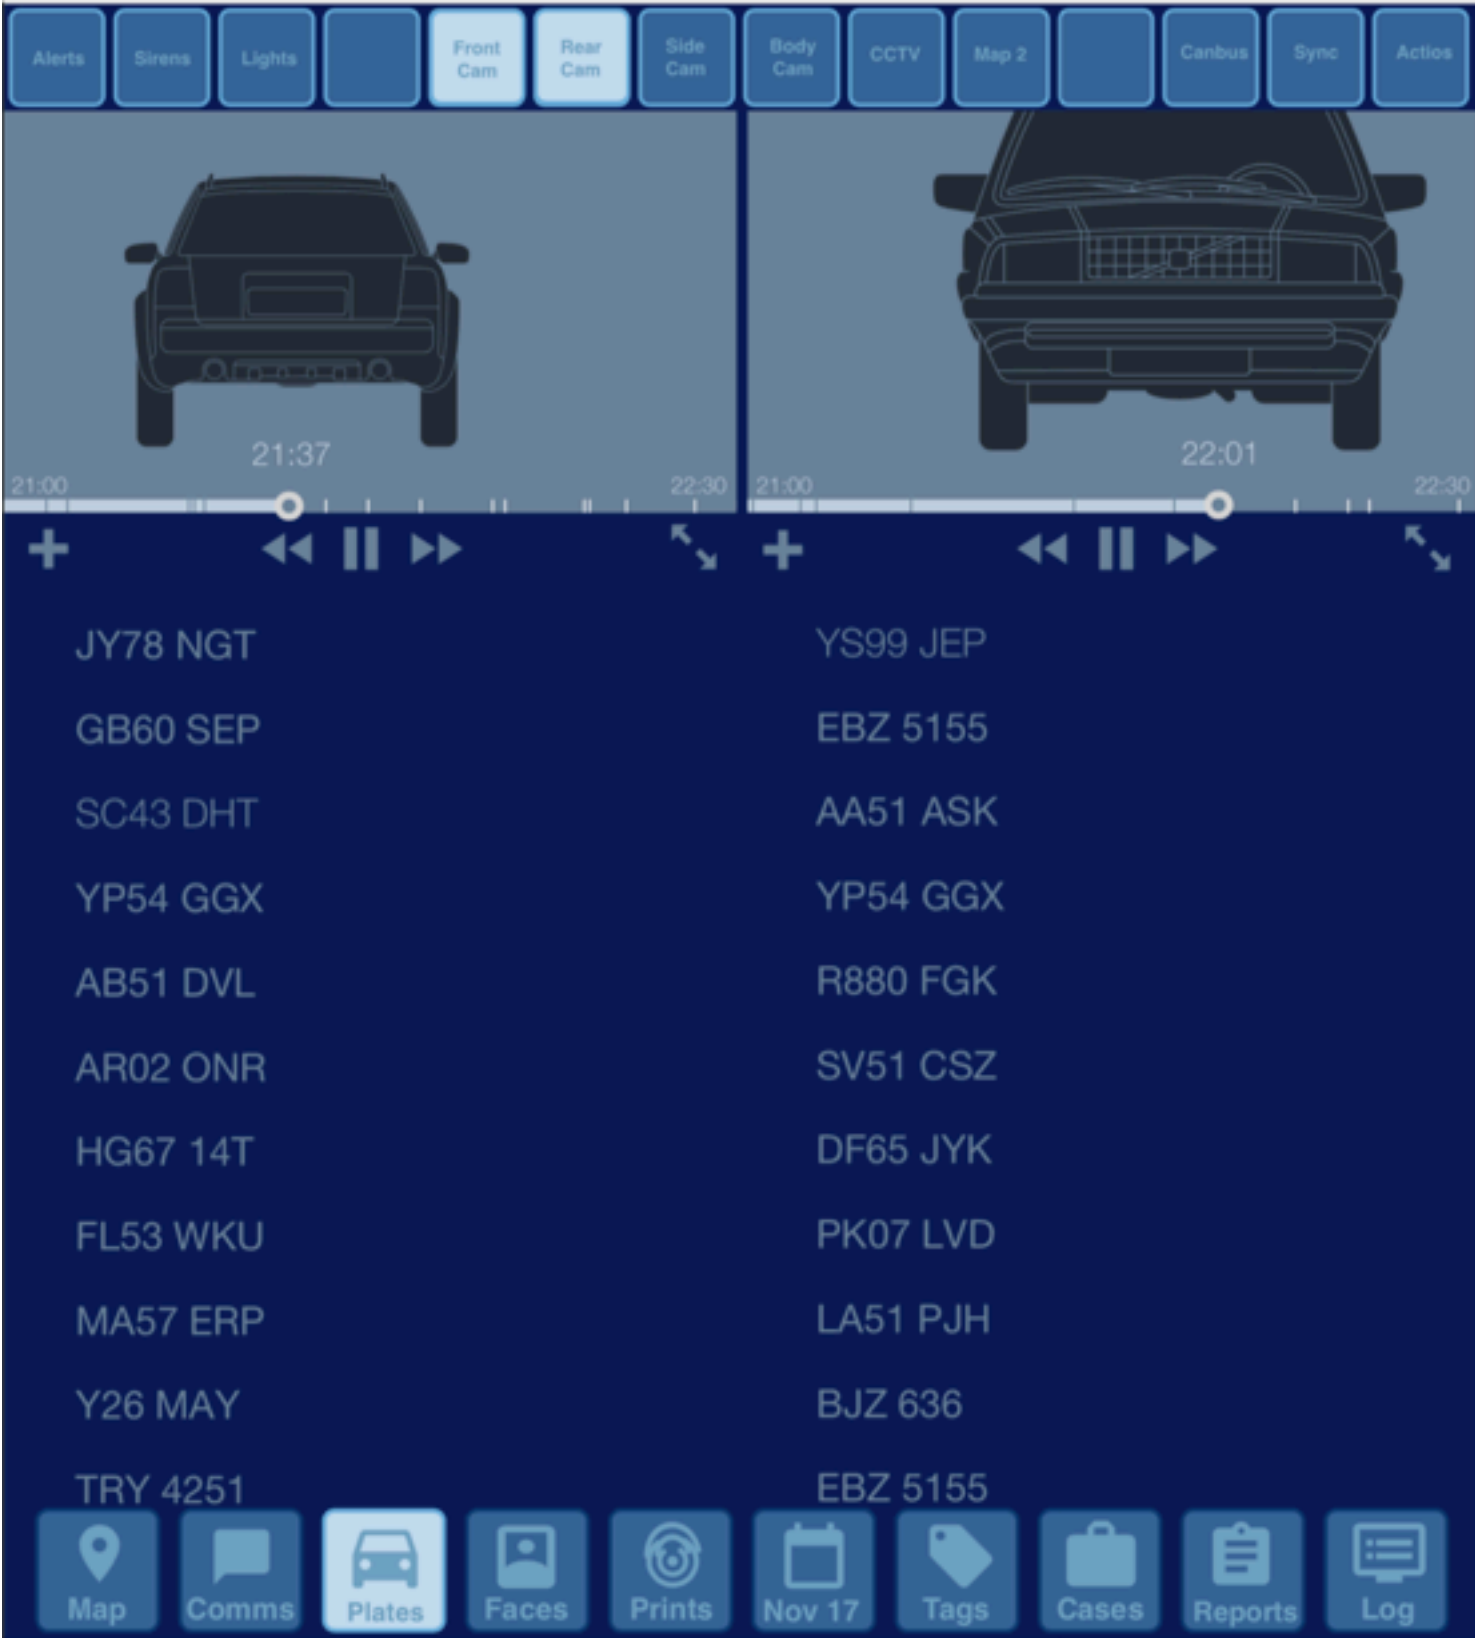 Alerts
Sirens
Lights
Front
Cam
Rear
Cam
Side
Cam
Body
Cam
CCTV
Map 2
Canbus
Sync
Actios
21:37
21:00
22:30
22:01
21:00
22:30
JY78 NGT
GB60 SEP
SC43 DHT
YP54 GGX
AB51 DVL
AR02 ONR
HG67 14T
FL53 WKU
MA57 ERP
Y26 MAY
TRY 4251
YS99 JEP
EBZ 5155
AA51 ASK
YP54 GGX
R880 FGK
SV51 CSZ
DF65 JYK
PK07 LVD
LA51 PJH
BJZ 636
EBZ 5155
Map
Comms
Plates
Faces
Prints
Nov 17
Tags
Cases
Reports
Log